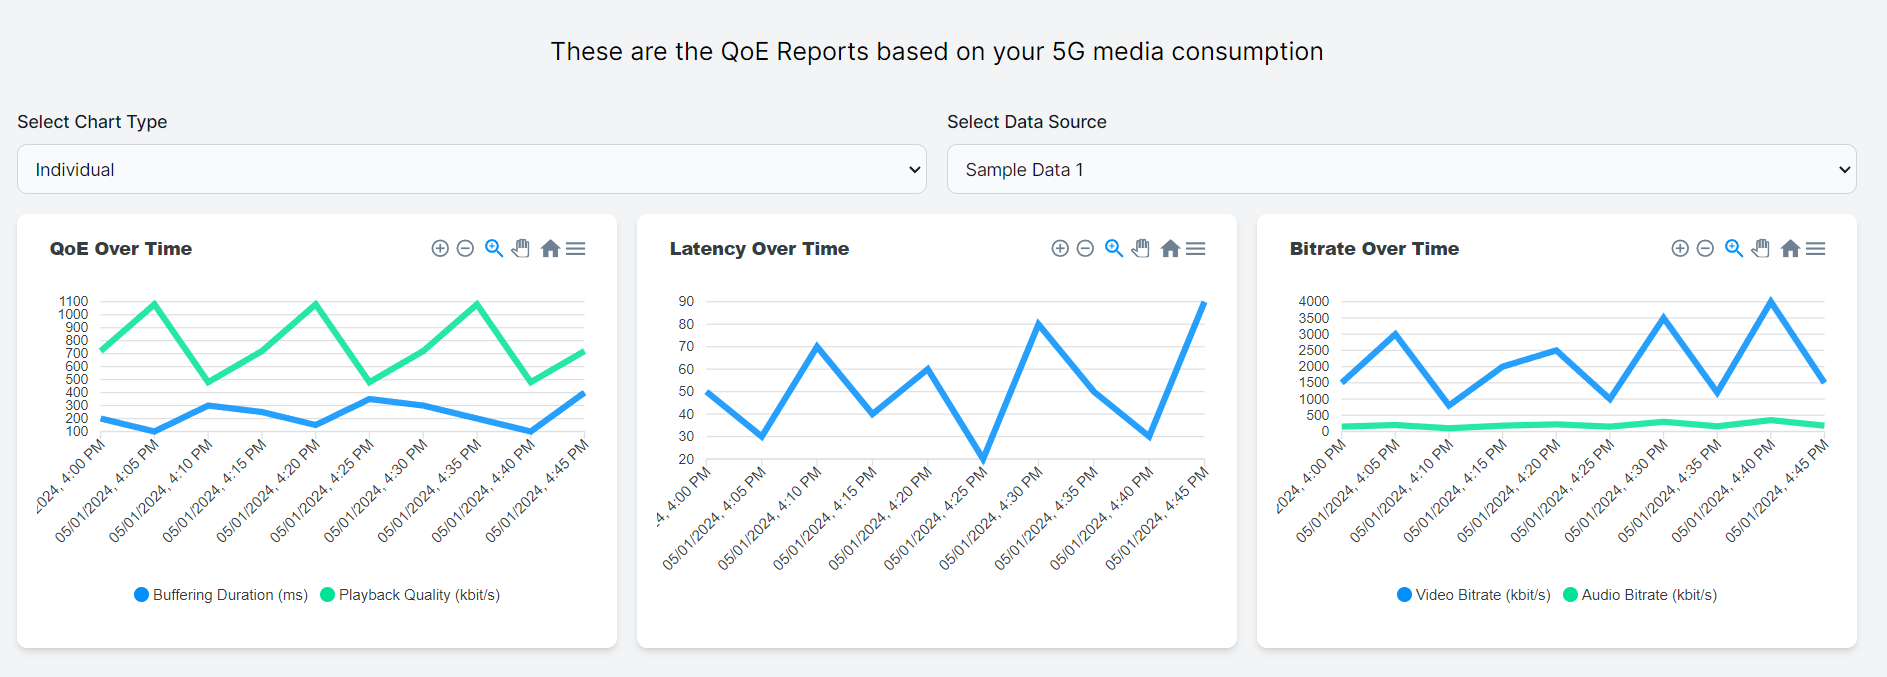 These are the QoE Reports based on your 5G media consumption
Select Chart Type
Individual
Select Data Source
Sample Data 1
QoE Over Time
1100
1000
900
800
700
600
500
400
300
200
100
2024, 4:00 PM
05/01/2024, 4:05 PM
05/01/2024, 4:10 PM
05/01/2024, 4:15 PM
05/01/2024, 4:20 PM
05/01/2024, 4:25 PM
05/01/2024, 4:30 PM
05/01/2024, 4:35 PM
05/01/2024, 4:40 PM
05/01/2024, 4:45 PM
Buffering Duration (ms) Playback Quality (kbit/s)
Latency Over Time
90
80
70
60
50
40
30
20
4, 4:00 PM
05/01/2024, 4:05 PM
05/01/2024, 4:10 PM
05/01/2024, 4:15 PM
05/01/2024, 4:20 PM
05/01/2024, 4:25 PM
05/01/2024, 4:30 PM
05/01/2024, 4:35 PM
05/01/2024, 4:40 PM
05/01/2024, 4:45 PM
Bitrate Over Time
4000
3500
3000
2500
2000
1500
1000
500
0
2024, 4:00 PM
05/01/2024, 4:05 PM
05/01/2024, 4:10 PM
05/01/2024, 4:15 PM
05/01/2024, 4:20 PM
05/01/2024, 4:25 PM
05/01/2024, 4:30 PM
05/01/2024, 4:35 PM
05/01/2024, 4:40 PM
05/01/2024, 4:45 PM
Video Bitrate (kbit/s) Audio Bitrate (kbit/s)